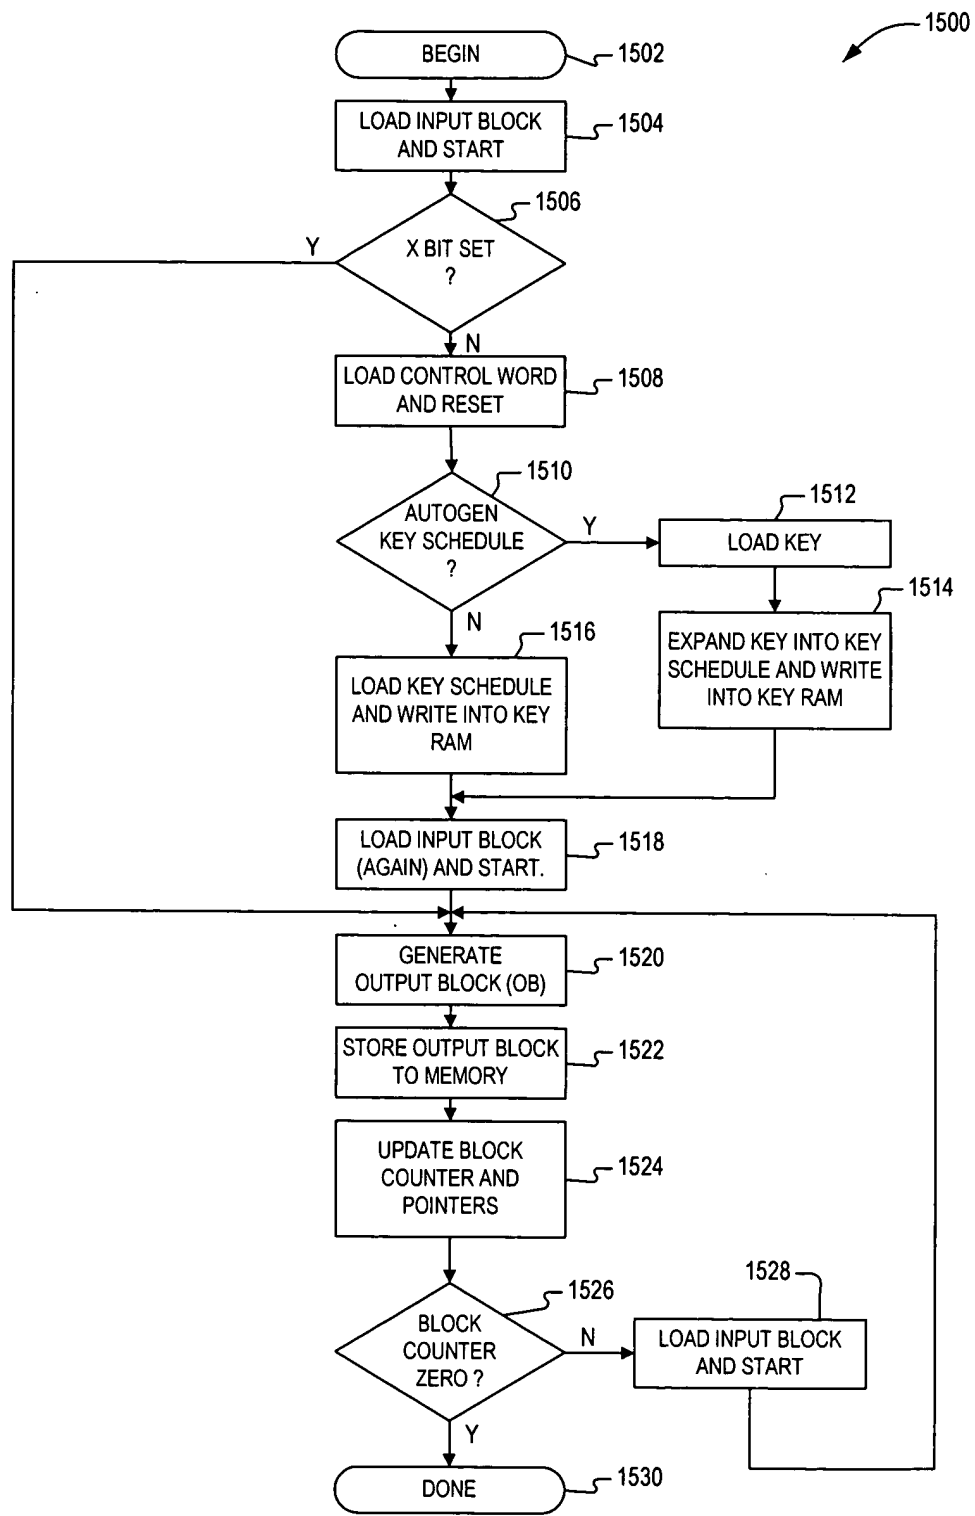 1500
BEGIN
1502
LOAD INPUT BLOCK
AND START
1504
1506
X BIT SET
?
Y
N
LOAD CONTROL WORD
AND RESET
1508
1510
AUTOGEN
KEY SCHEDULE
?
Y
N
1512
LOAD KEY
1514
EXPAND KEY INTO KEY
SCHEDULE AND WRITE
INTO KEY RAM
1516
LOAD KEY SCHEDULE
AND WRITE INTO KEY
RAM
LOAD INPUT BLOCK
(AGAIN) AND START.
1518
GENERATE
OUTPUT BLOCK (OB)
1520
STORE OUTPUT BLOCK
TO MEMORY
1522
UPDATE BLOCK
COUNTER AND
POINTERS
1524
1526
BLOCK
COUNTER
ZERO ?
N
Y
1528
LOAD INPUT BLOCK
AND START
DONE
1530